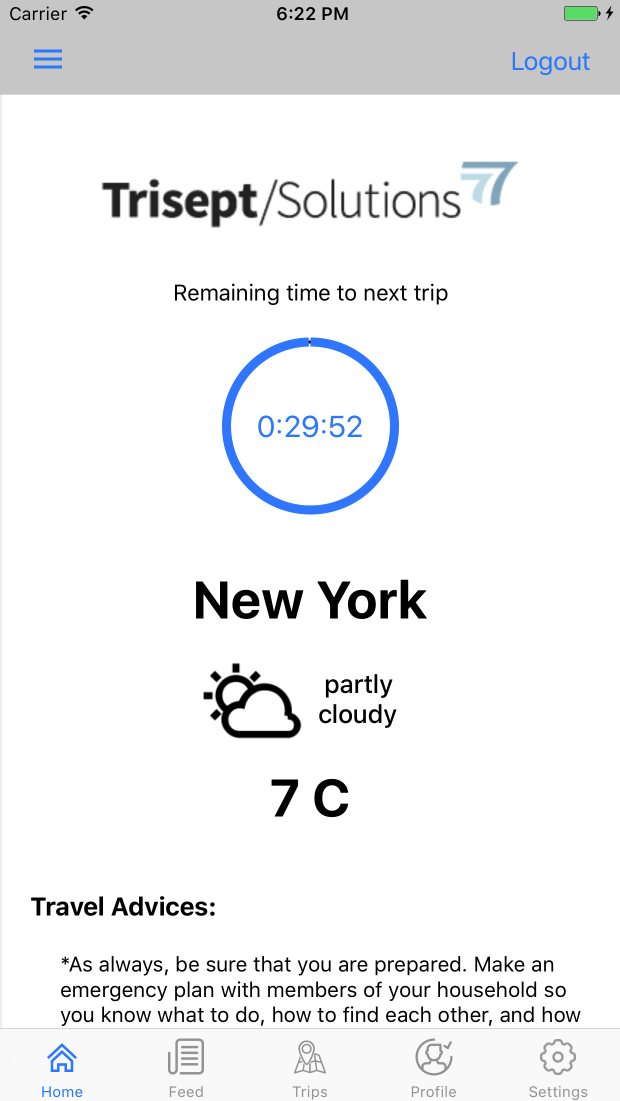 Carrier 6:22 PM
Logout
Trisept/Solutions
Remaining time to next trip
0:29:52
New York
partly
cloudy
7 C
Travel Advices:
*As always, be sure that you are prepared. Make an
emergency plan with members of your household so
you know what to do, how to find each other, and how
Home Feed Trips Profile Settings